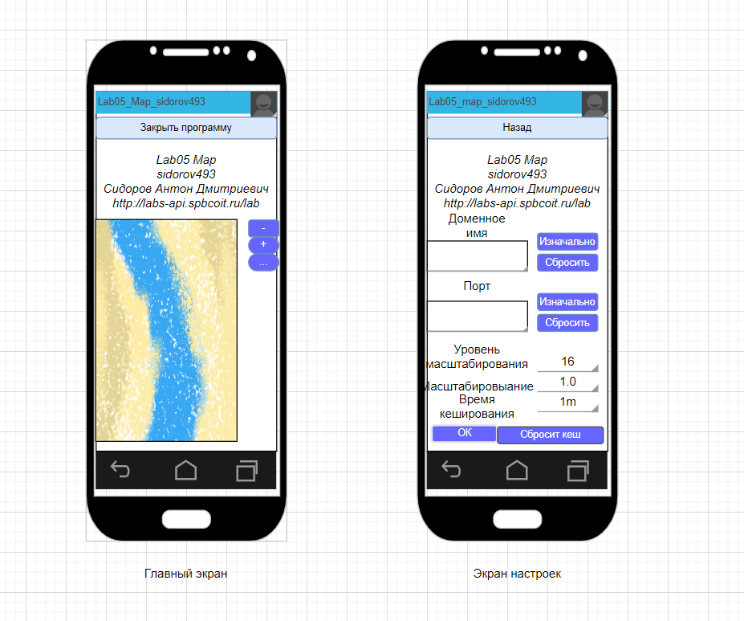 Lab05_Map_sidorov493
Закрыть программу
Lab05 Map
sidorov493
Сидоров Антон Дмитриевич
http://labs-api.spbcoit.ru/lab
-
+
...
Главный экран
Lab05_map_sidorov493
Назад
Lab05 Map
sidorov493
Сидоров Антон Дмитриевич
http://labs-api.spbcoit.ru/lab
Доменное
имя
Изначально
Сбросить
Порт
Изначально
Сбросить
Уровень
масштабирования
16
Масштабировыание
1.0
Время
кеширования
1m
ОК
Сбросит кеш
Экран настроек